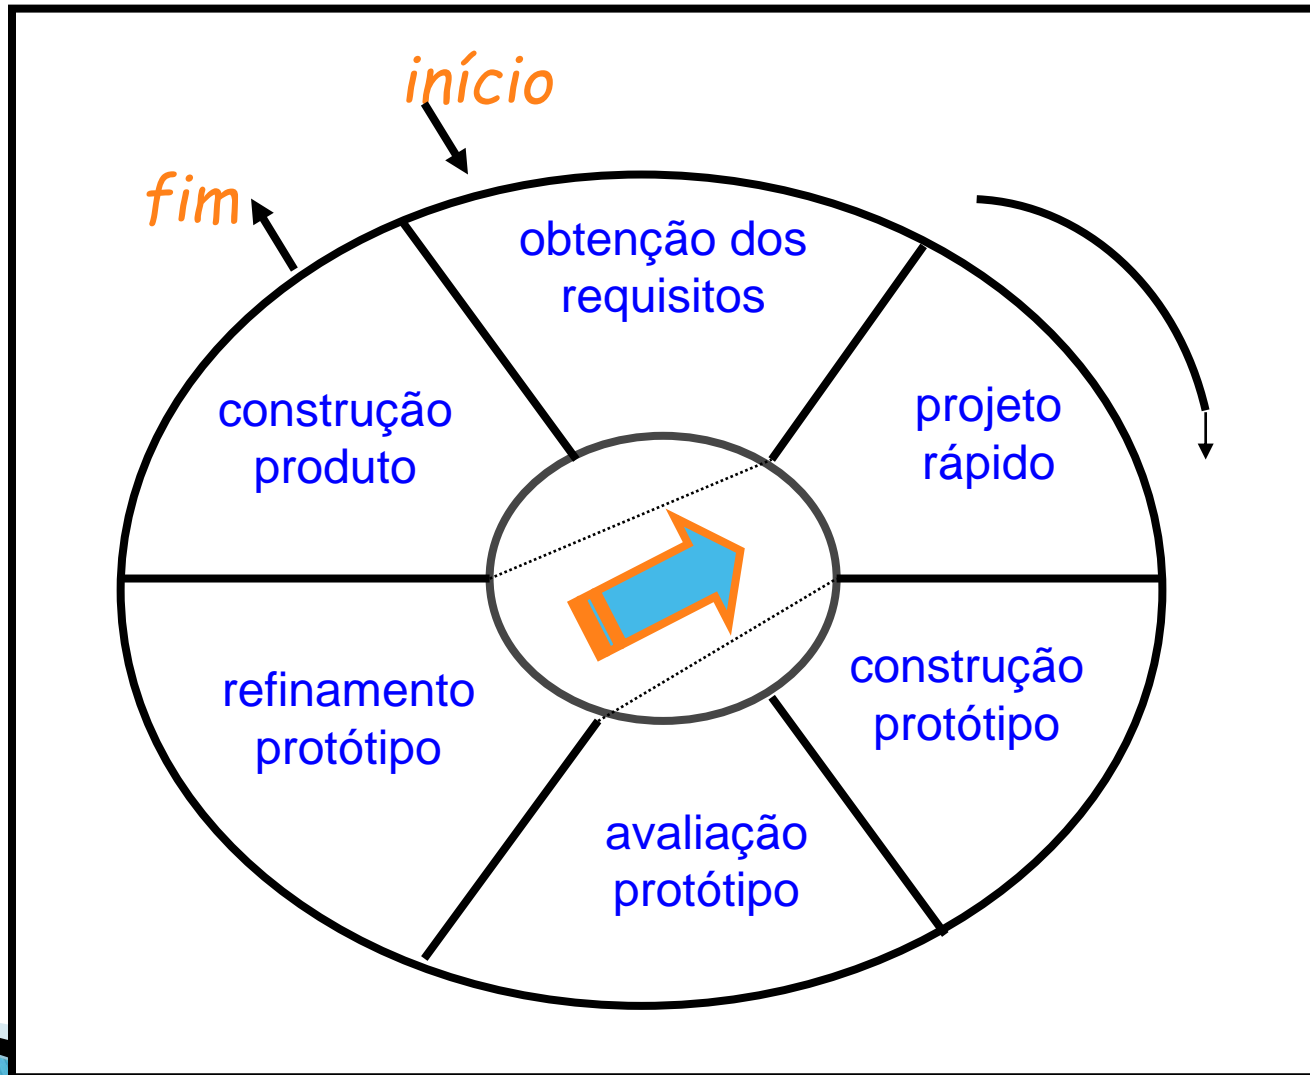 início
fim
obtenção dos
requisitos
projeto
rápido
construção
protótipo
avaliação
protótipo
refinamento
protótipo
construção
produto